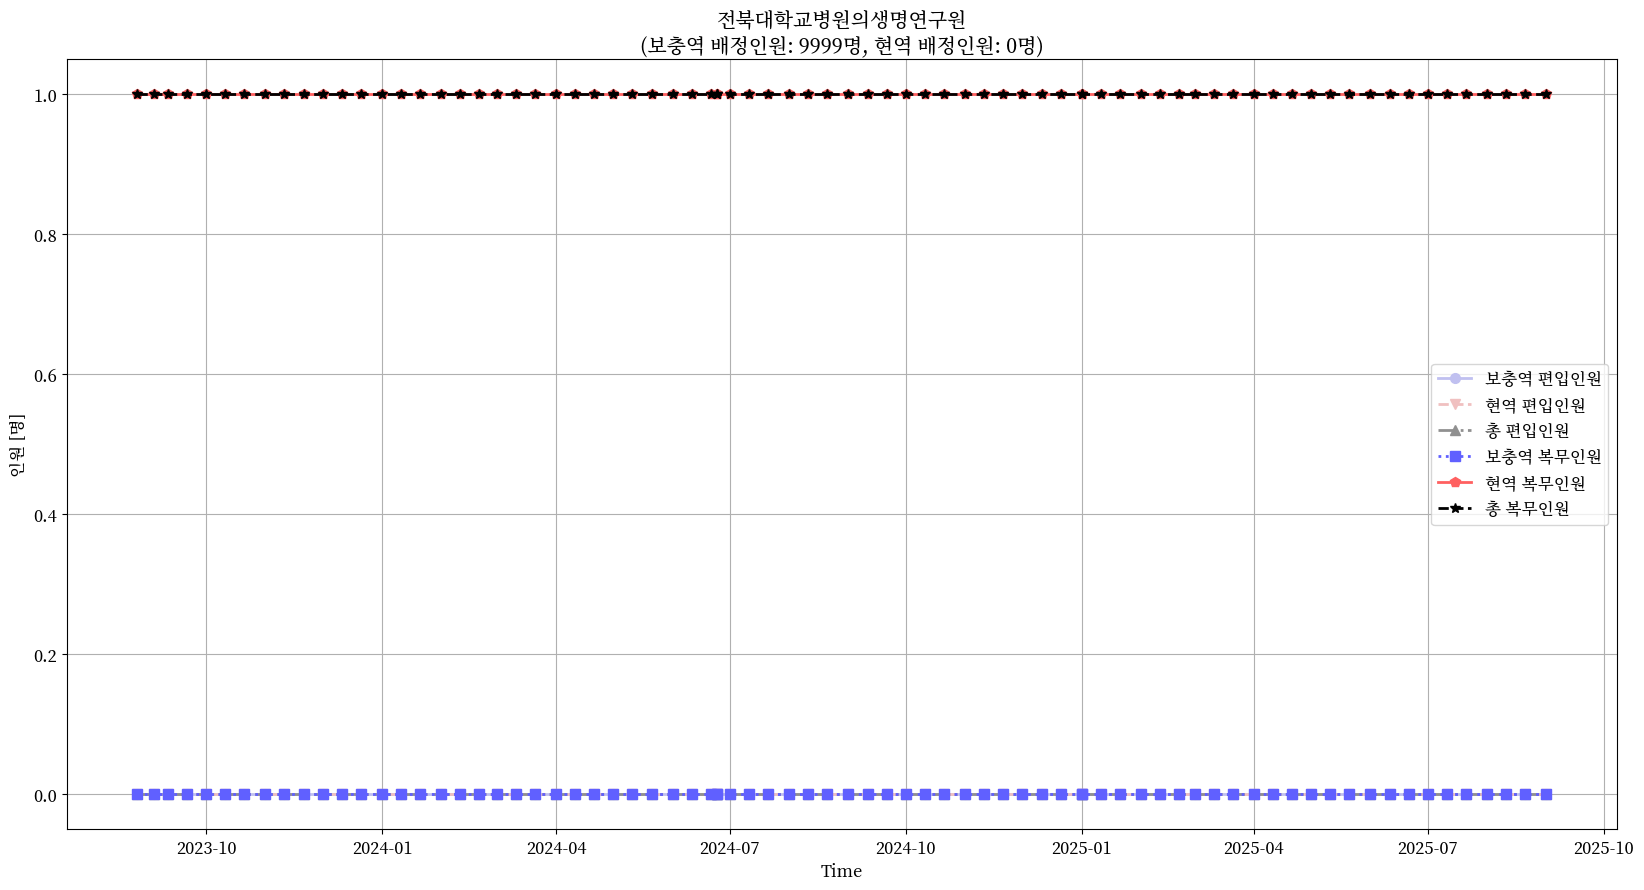 전북대학교병원의생명연구원
(보충역 배정인원: 9999명, 현역 배정인원: 0명)
인원 [명]
1.0
0.8
0.6
0.4
0.2
0.0
보충역 편입인원
현역 편입인원
총 편입인원
보충역 복무인원
현역 복무인원
총 복무인원
2023-10 2024-01 2024-04 2024-07 2024-10 2025-01 2025-04 2025-07 2025-10
Time